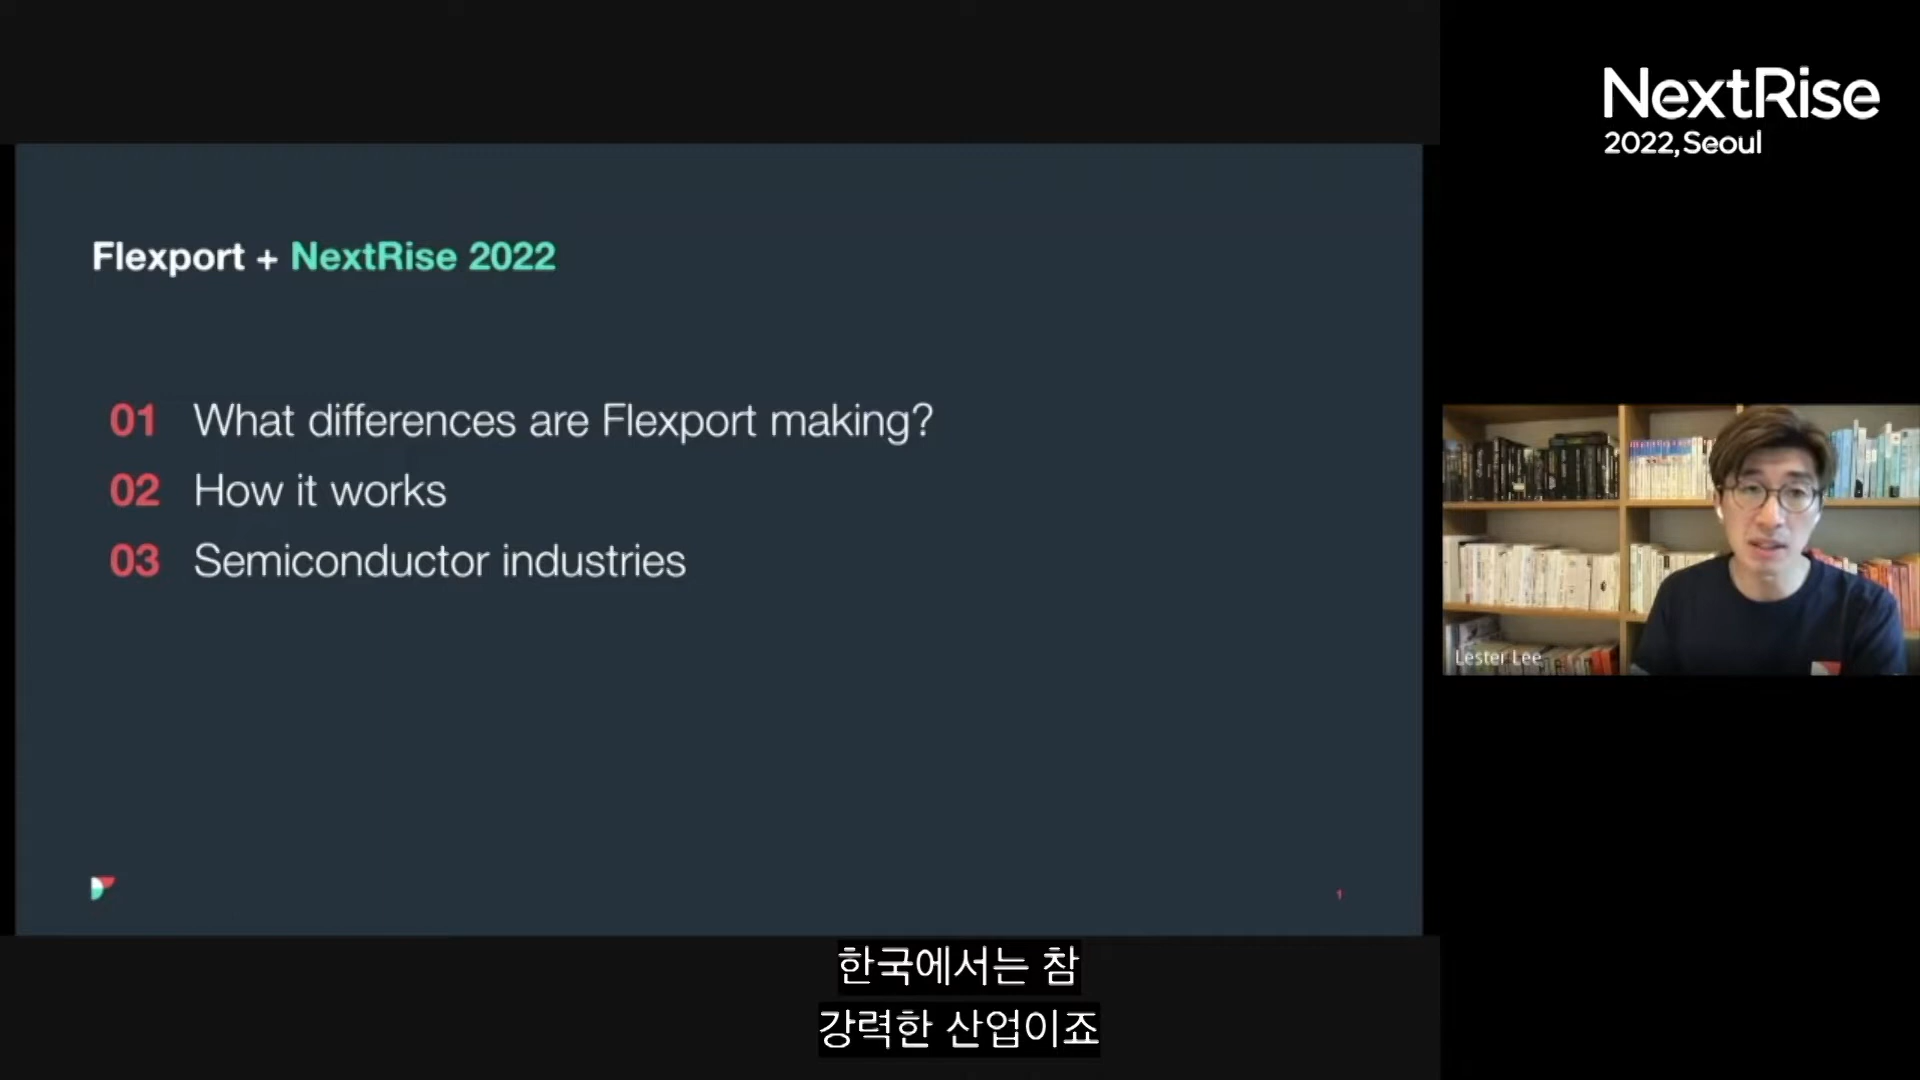 NextRise
2022, Seoul
Flexport + NextRise 2022
01 What differences are Flexport making?
02 How it works
03 Semiconductor industries
Lester Lee
1
한국에서는 참
강력한 산업이죠